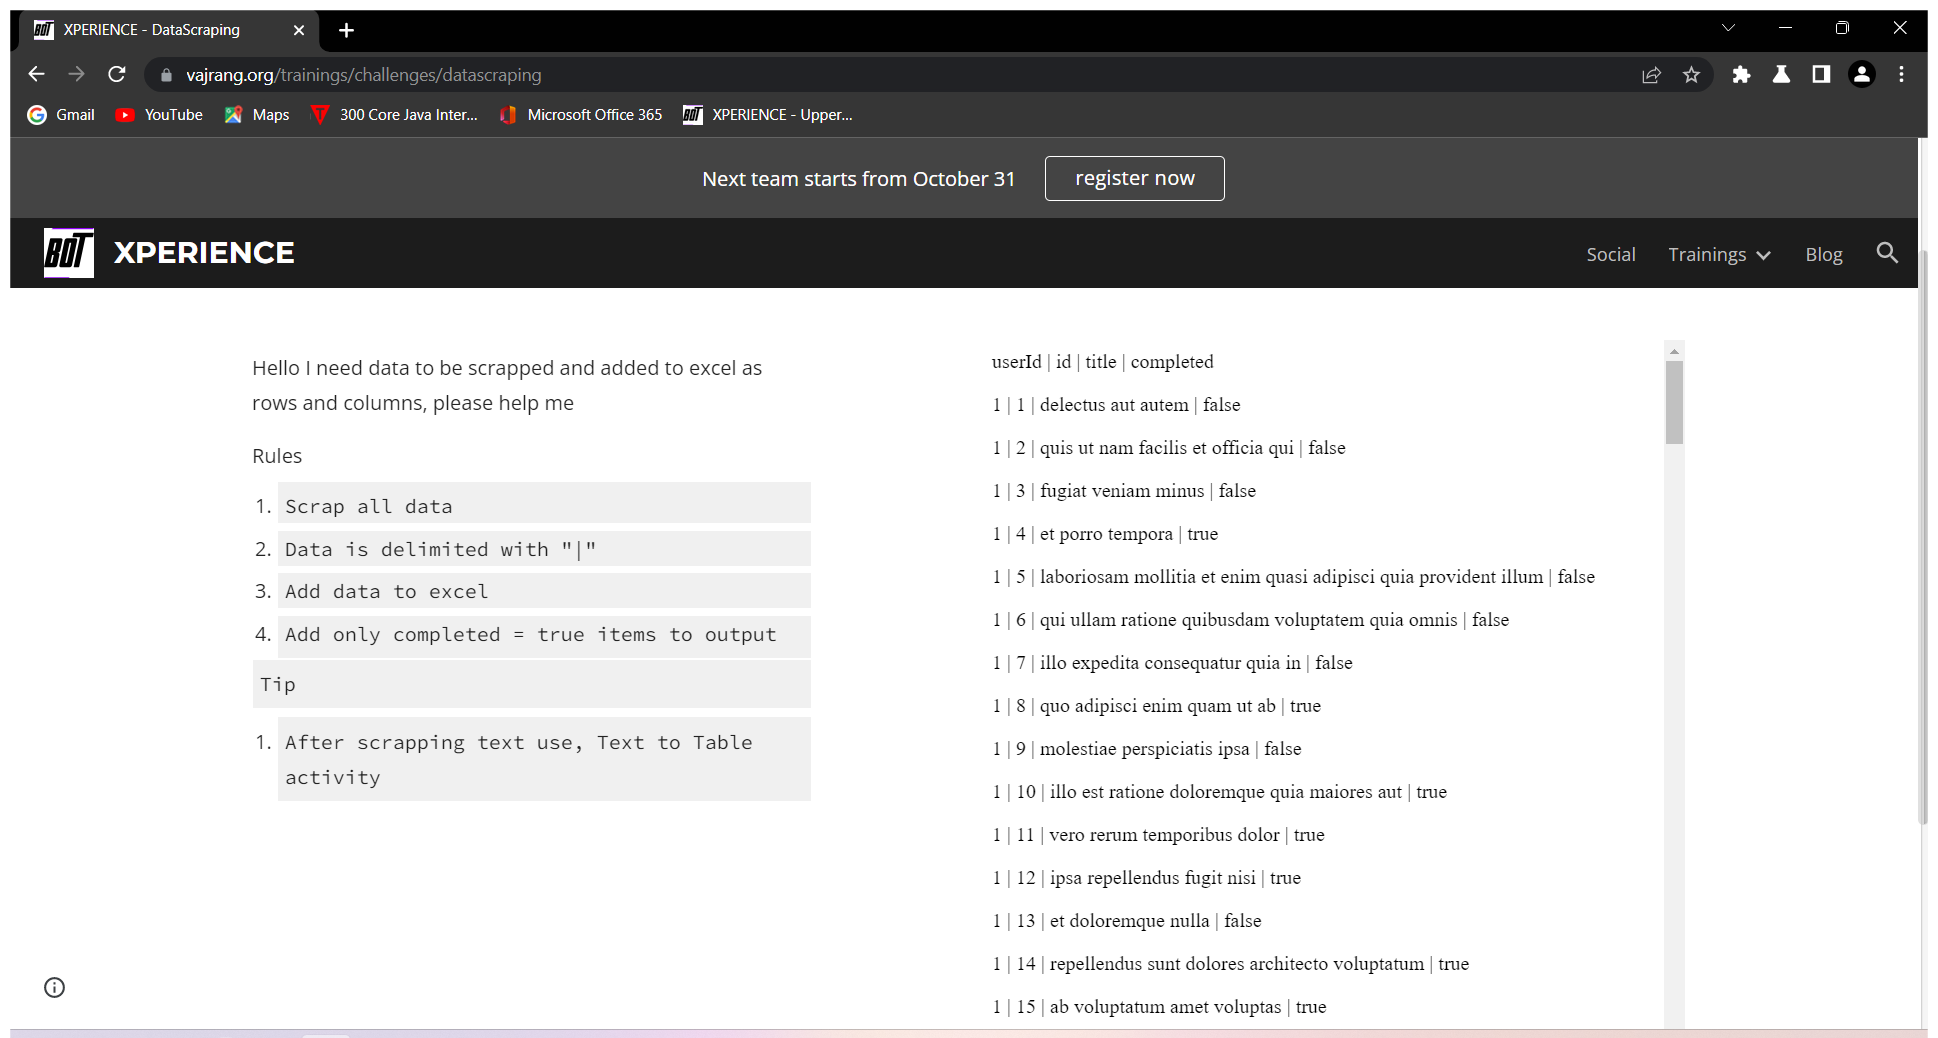 BOT XPERIENCE - DataScraping
vajrang.org/trainings/challenges/datascraping
Gmail YouTube Maps 300 Core Java Inter... Microsoft Office 365 BOT XPERIENCE - Upper...
Next team starts from October 31 register now
BOT XPERIENCE Social Trainings Blog
Hello I need data to be scrapped and added to excel as
rows and columns, please help me
Rules
1. Scrap all data
2. Data is delimited with "|"
3. Add data to excel
4. Add only completed = true items to output
Tip
1. After scrapping text use, Text to Table
activity
userId | id | title | completed
1 | 1 | delectus aut autem | false
1 | 2 | quis ut nam facilis et officia qui | false
1 | 3 | fugiat veniam minus | false
1 | 4 | et porro tempora | true
1 | 5 | laboriosam mollitia et enim quasi adipisci quia provident illum | false
1 | 6 | qui ullam ratione quibusdam voluptatem quia omnis | false
1 | 7 | illo expedita consequatur quia in | false
1 | 8 | quo adipisci enim quam ut ab | true
1 | 9 | molestiae perspiciatis ipsa | false
1 | 10 | illo est ratione doloremque quia maiores aut | true
1 | 11 | vero rerum temporibus dolor | true
1 | 12 | ipsa repellendus fugit nisi | true
1 | 13 | et doloremque nulla | false
1 | 14 | repellendus sunt dolores architecto voluptatum | true
1 | 15 | ab voluptatum amet voluptas | true